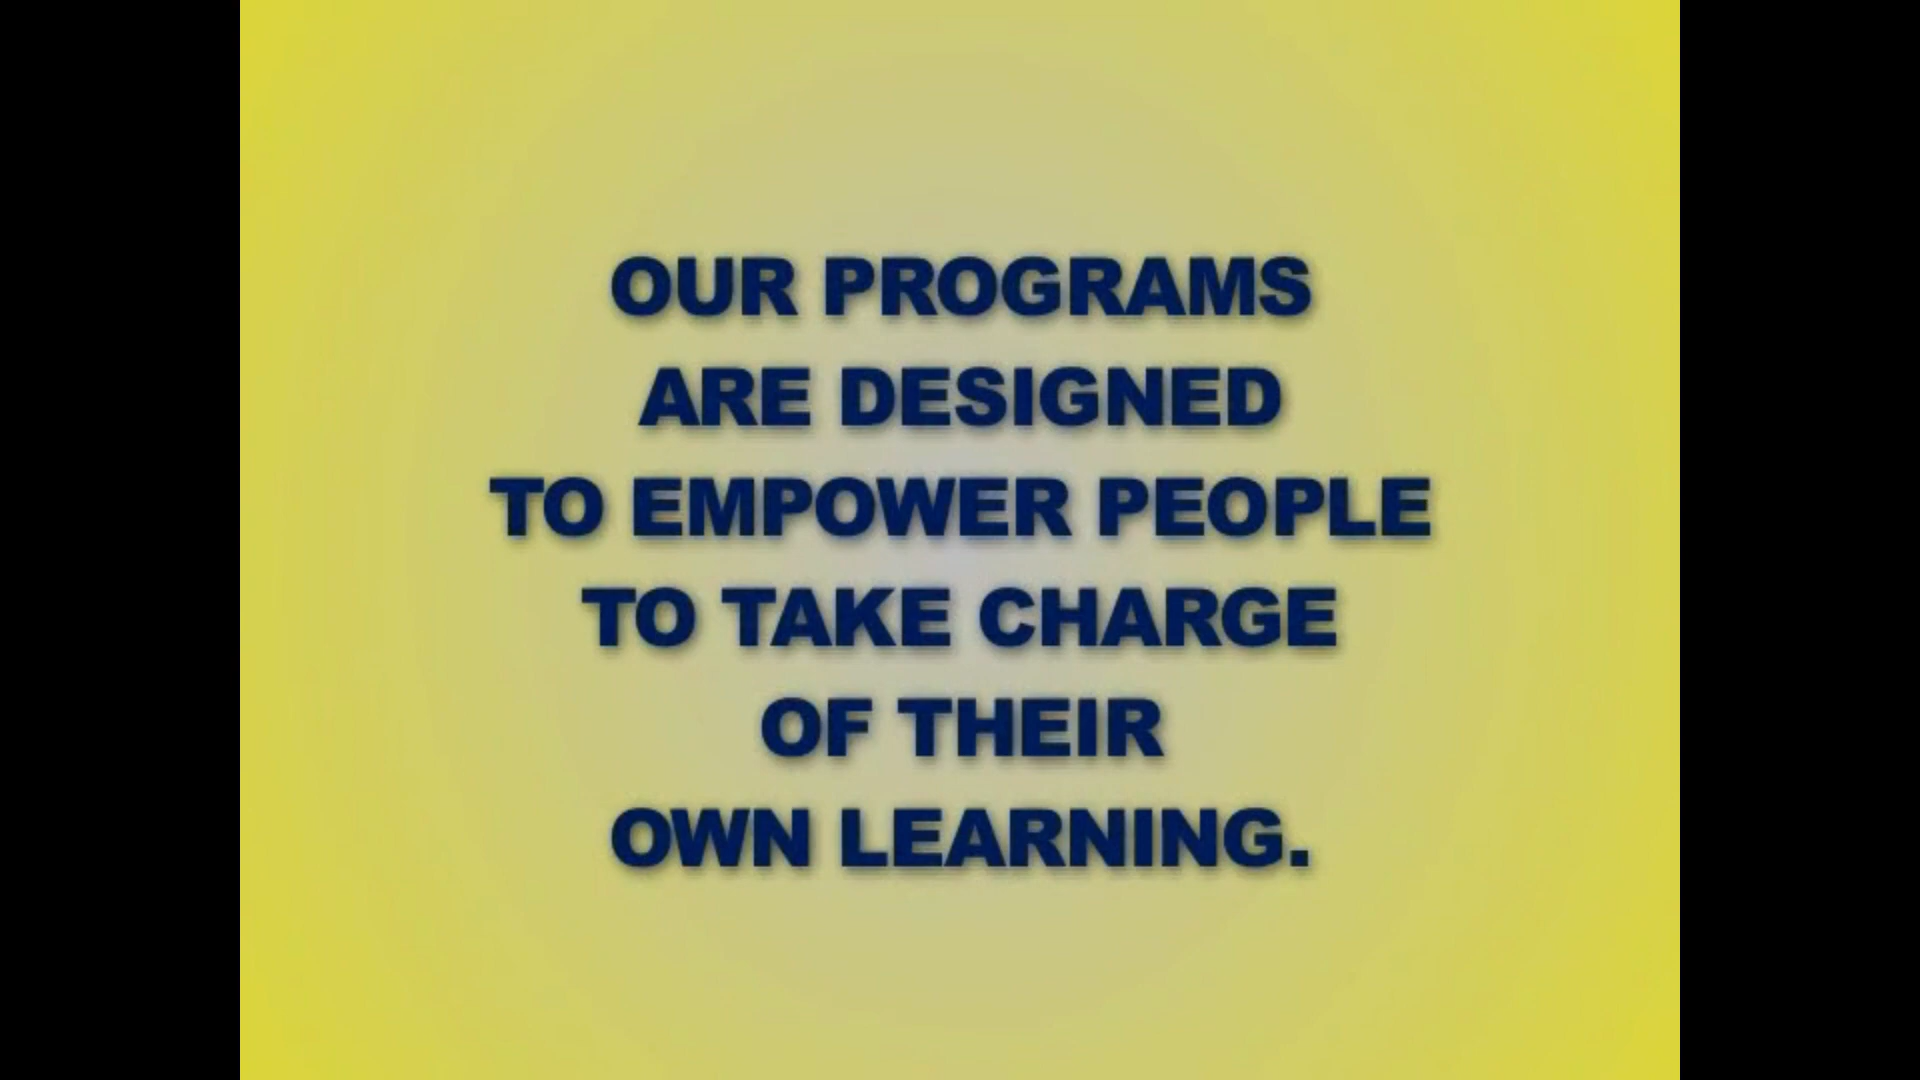 OUR PROGRAMS
ARE DESIGNED
TO EMPOWER PEOPLE
TO TAKE CHARGE
OF THEIR
OWN LEARNING.